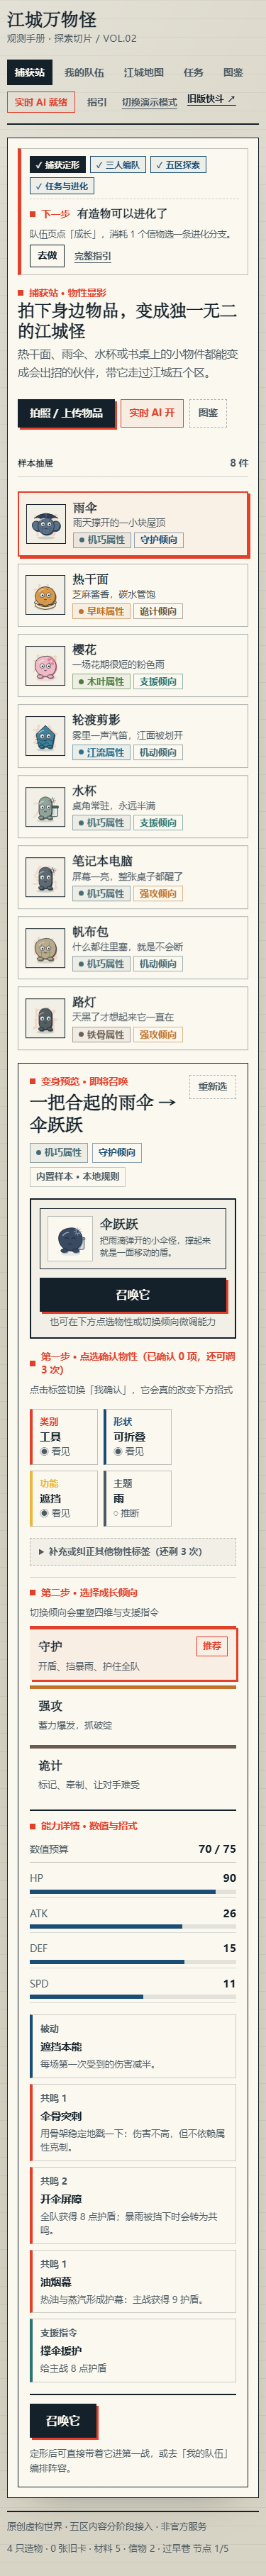 江城万物怪
观测手册·探索切片 / VOL.02
捕获站 我的队伍 江城地图 任务 图鉴
实时 AI 就绪 指引 切换演示模式 旧版快斗 ↗
✓ 捕获定形 ✓ 三人编队 ✓ 五区探索
✓ 任务与进化
下一步 有造物可以进化了
队伍页点「成长」，消耗 1 个信物选一条进化分支。
去做 完整指引
捕获站 • 物性显影
拍下身边物品，变成独一无二
的江城怪
热干面、雨伞、水杯或书桌上的小物件都能变
成会出招的伙伴，带它走过江城五个区。
拍照 / 上传物品 实时 AI 开 图鉴
样本抽屉 8 件
雨伞
雨天撑开的一小块屋顶
机巧属性 守护倾向
热干面
芝麻酱香，碳水管饱
早味属性 诡计倾向
樱花
一场花期很短的粉色雨
木叶属性 支援倾向
轮渡剪影
雾里一声汽笛，江面被划开
江流属性 机动倾向
水杯
桌角常驻，永远半满
机巧属性 支援倾向
笔记本电脑
屏幕一亮，整张桌子都醒了
机巧属性 强攻倾向
帆布包
什么都往里塞，就是不会断
机巧属性 机动倾向
路灯
天黑了才想起来它一直在
铁骨属性 强攻倾向
变身预览 • 即将召唤 重新选
一把合起的雨伞 →
伞跃跃
机巧属性 守护倾向
内置样本 • 本地规则
伞跃跃
把雨滴弹开的小伞怪，撑起来
就是一面移动的盾。
召唤它
也可在下方点选物性或切换倾向微调能力
第一步 • 点选确认物性（已确认 0 项，还可调
3 次）
点击标签切换「我确认」，它会真的改变下方招式
类别 形状
工具 可折叠
◉ 看见 ◉ 看见
功能 主题
遮挡 雨
◉ 看见 ○ 推断
▶ 补充或纠正其他物性标签（还剩 3 次）
第二步 • 选择成长倾向
切换倾向会重塑四维与支援指令
守护 推荐
开盾、挡暴雨、护住全队
强攻
蓄力爆发，抓破绽
诡计
标记、牵制、让对手难受
能力详情 • 数值与招式
数值预算 70 / 75
HP 90
ATK 26
DEF 15
SPD 11
被动
遮挡本能
每场第一次受到的伤害减半。
共鸣 1
伞骨突刺
用骨架稳定地戳一下：伤害不高，但不依赖属
性克制。
共鸣 2
开伞屏障
全队获得 8 点护盾；暴雨被挡下时会转为共
鸣。
共鸣 1
油烟幕
热油与蒸汽形成护幕：主战获得 9 护盾。
支援指令
撑伞援护
给主战 8 点护盾
召唤它
定形后可直接带着它进第一战，或去「我的队伍」
编排阵容。
原创虚构世界 · 五区内容分阶段接入 · 非官方服务
4 只造物 · 0 张旧卡 · 材料 5 · 信物 2 · 过早巷 节点 1/5